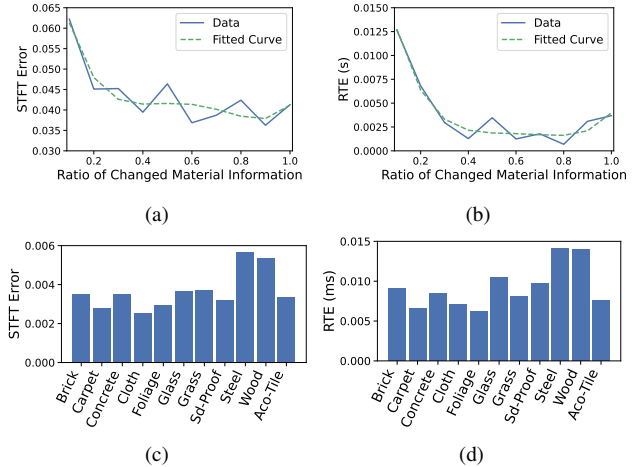 0.065
0.060
0.055
0.050
0.045
0.040
0.035
0.030
STFT Error
Data
Fitted Curve
0.2 0.4 0.6 0.8 1.0
Ratio of Changed Material Information
(a)
0.0150
0.0125
0.0100
0.0075
0.0050
0.0025
0.0000
RTE (s)
Data
Fitted Curve
0.2 0.4 0.6 0.8 1.0
Ratio of Changed Material Information
(b)
0.006
0.004
0.002
0.000
STFT Error
Brick Carpet Concrete Cloth Foliage Glass Grass Sd-Proof Steel Wood Aco-Tile
(c)
0.015
0.010
0.005
0.000
RTE (ms)
Brick Carpet Concrete Cloth Foliage Glass Grass Sd-Proof Steel Wood Aco-Tile
(d)